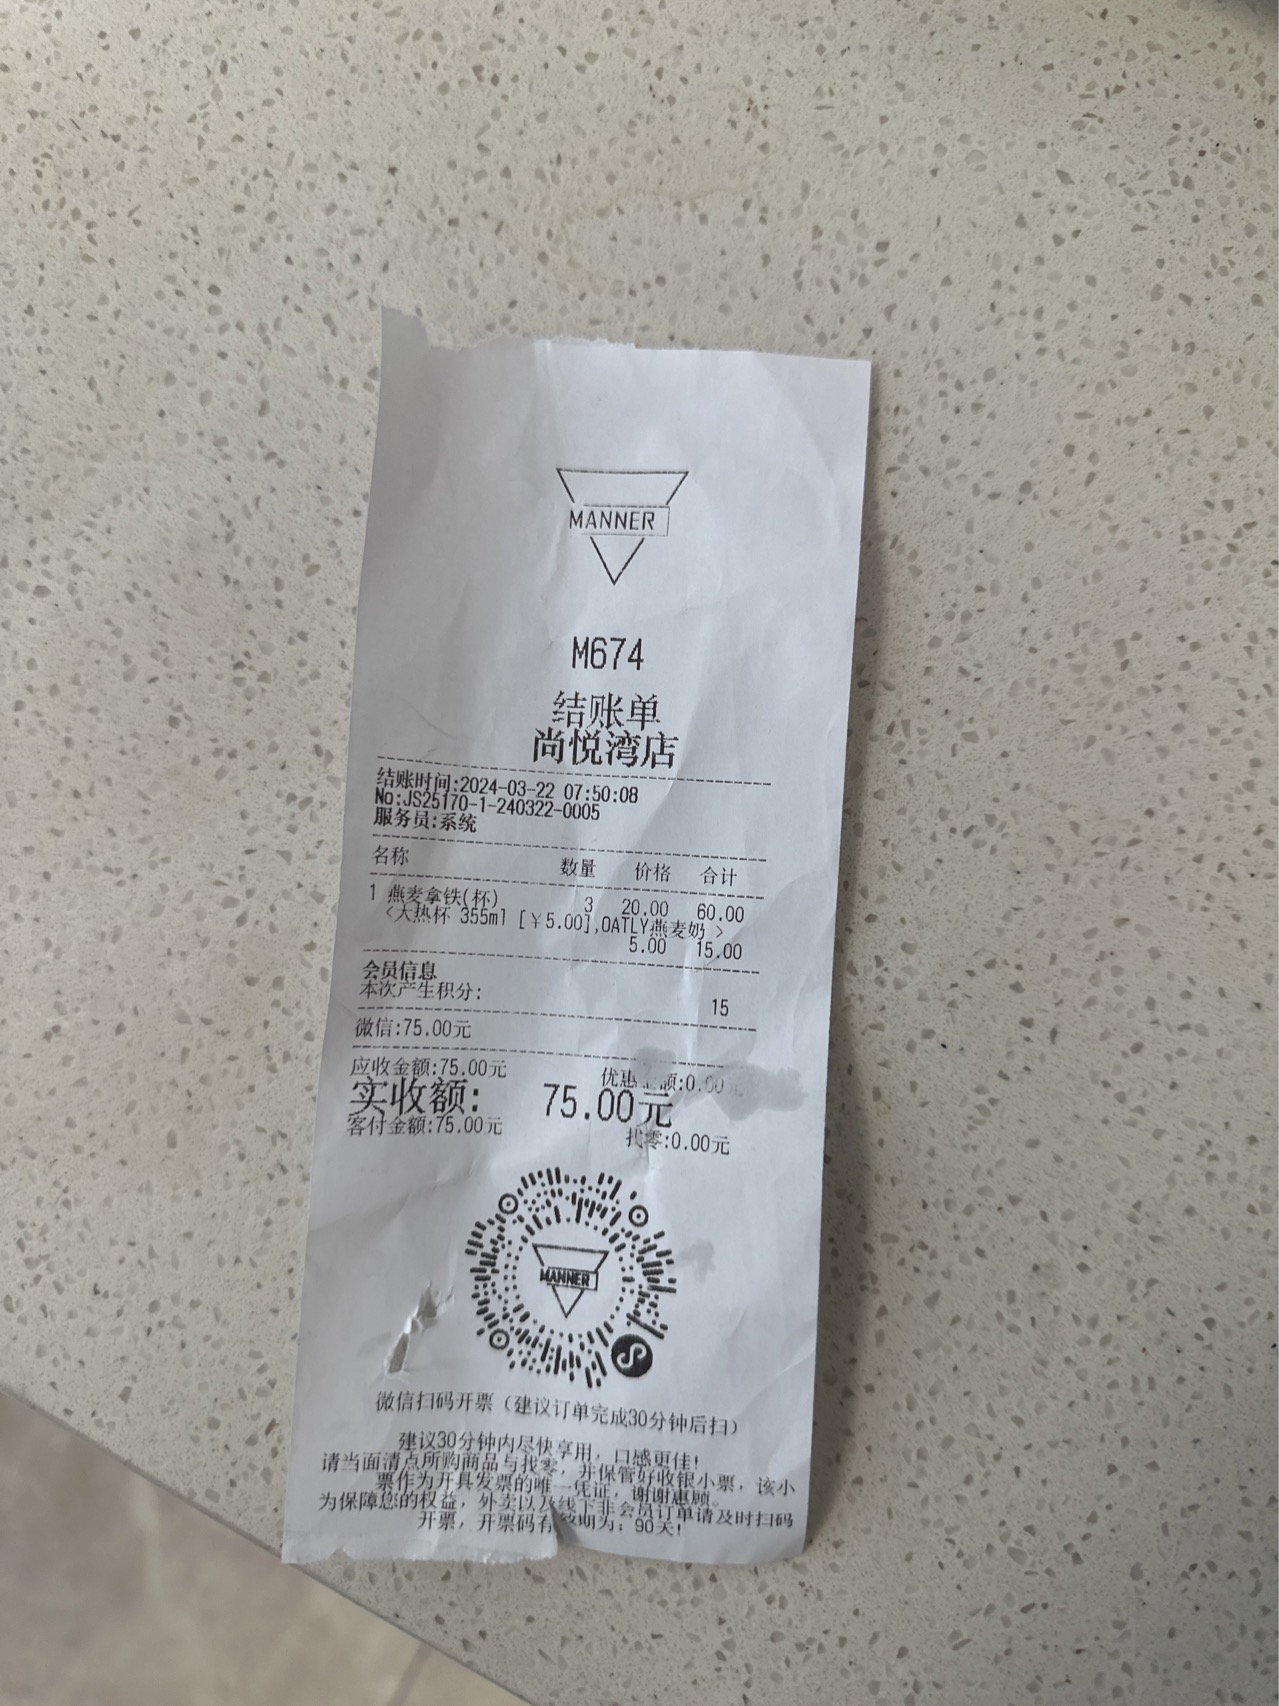 MANNER
M674
结账单
尚悦湾店
结账时间:2024-03-22 07:50:08
No:JS25170-1-240322-0005
服务员:系统
名称 数量 价格 合计
1 燕麦拿铁(杯) 3 20.00 60.00
<大热杯 355ml [￥5.00],OATLY燕麦奶 >
5.00 15.00
会员信息
本次产生积分: 15
微信:75.00元
应收金额:75.00元 优惠金额:0.00元
实收额: 75.00元
客付金额:75.00元 找零:0.00元
MANNER
微信扫码开票（建议订单完成30分钟后扫）
建议30分钟内尽快享用，口感更佳!
请当面清点所购商品与找零，并保管好收银小票，该小
票作为开具发票的唯一凭证，谢谢惠顾。
为保障您的权益，外卖以及线下非会员订单请及时扫码
开票，开票码有效期为：90天!